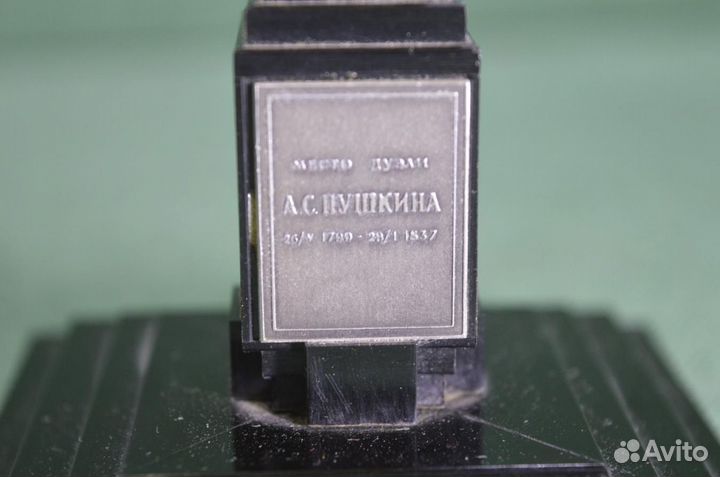 МЕСТО ДУЭЛИ
А.С. ПУШКИНА
26/V 1799 - 29/I 1837
Avito